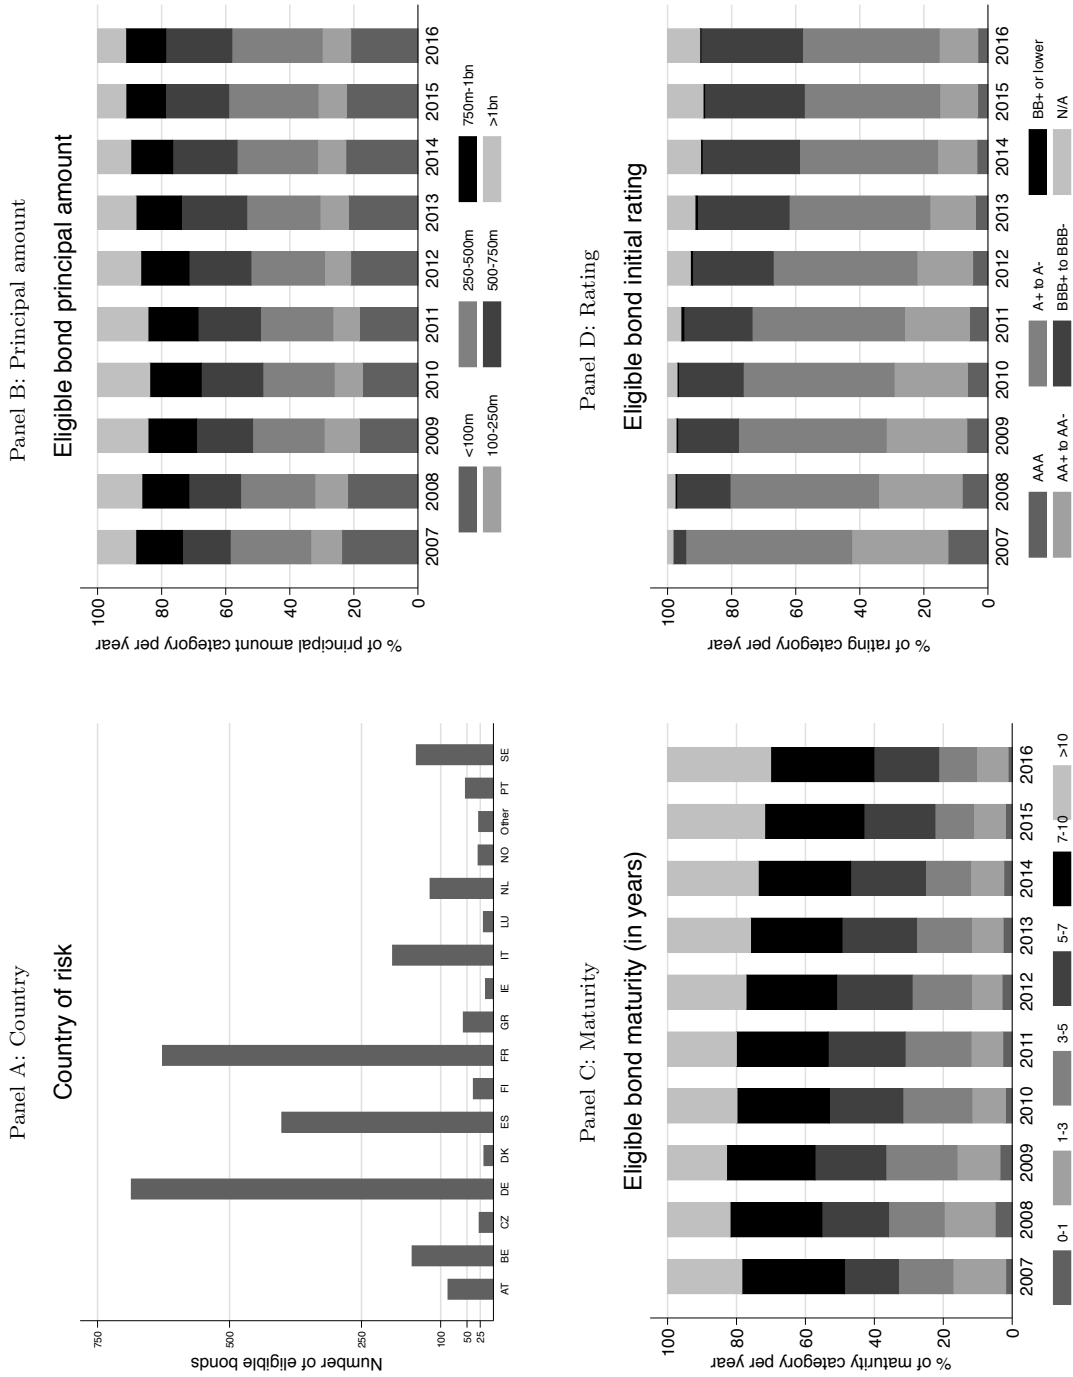 Panel A: Country
Country of risk
Number of eligible bonds
750
500
250
100
50
25
AT BE CZ DE DK ES FI FR GR IE IT LU NL NO Other PT SE
Panel B: Principal amount
Eligible bond principal amount
% of principal amount category per year
100
80
60
40
20
0
2007 2008 2009 2010 2011 2012 2013 2014 2015 2016
<100m 250-500m 750m-1bn
100-250m 500-750m >1bn
Panel C: Maturity
Eligible bond maturity (in years)
% of maturity category per year
100
80
60
40
20
0
2007 2008 2009 2010 2011 2012 2013 2014 2015 2016
0-1 1-3 3-5 5-7 7-10 >10
Panel D: Rating
Eligible bond initial rating
% of rating category per year
100
80
60
40
20
0
2007 2008 2009 2010 2011 2012 2013 2014 2015 2016
AAA A+ to A- BB+ or lower
AA+ to AA- BBB+ to BBB- N/A